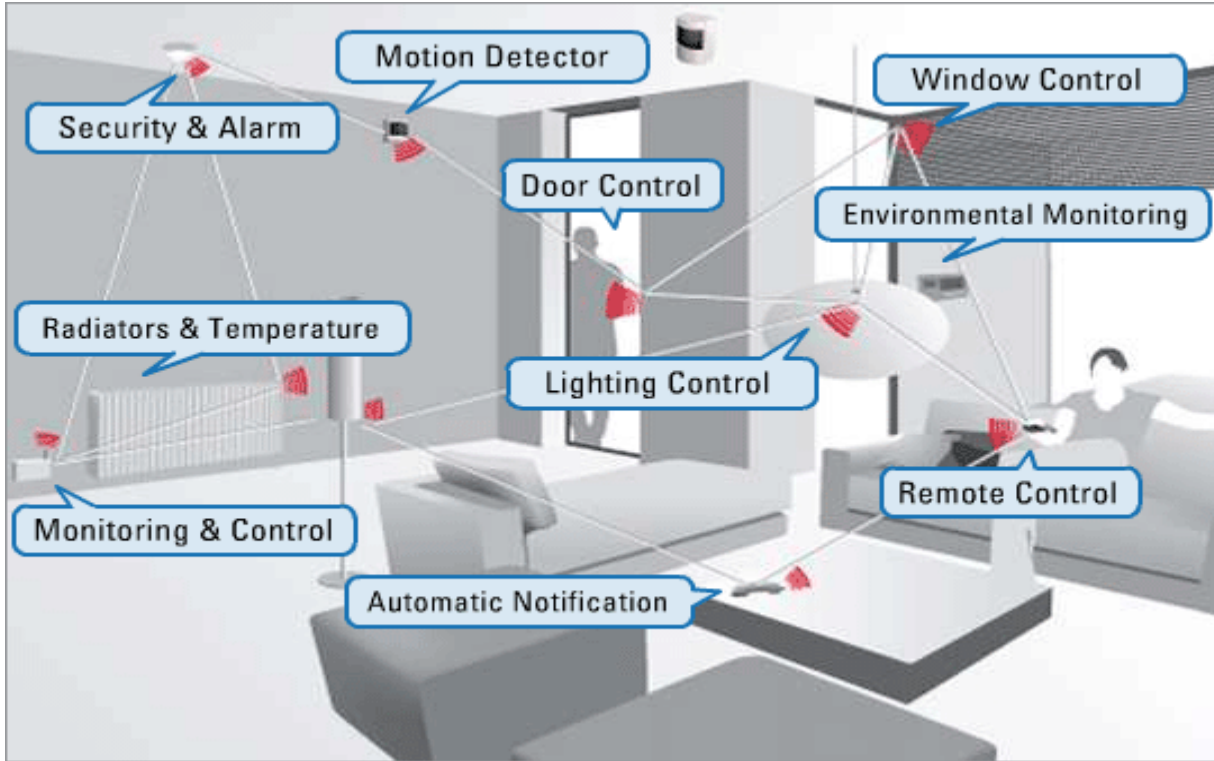 Motion Detector
Window Control
Security & Alarm
Door Control
Environmental Monitoring
Radiators & Temperature
Lighting Control
Remote Control
Monitoring & Control
Automatic Notification